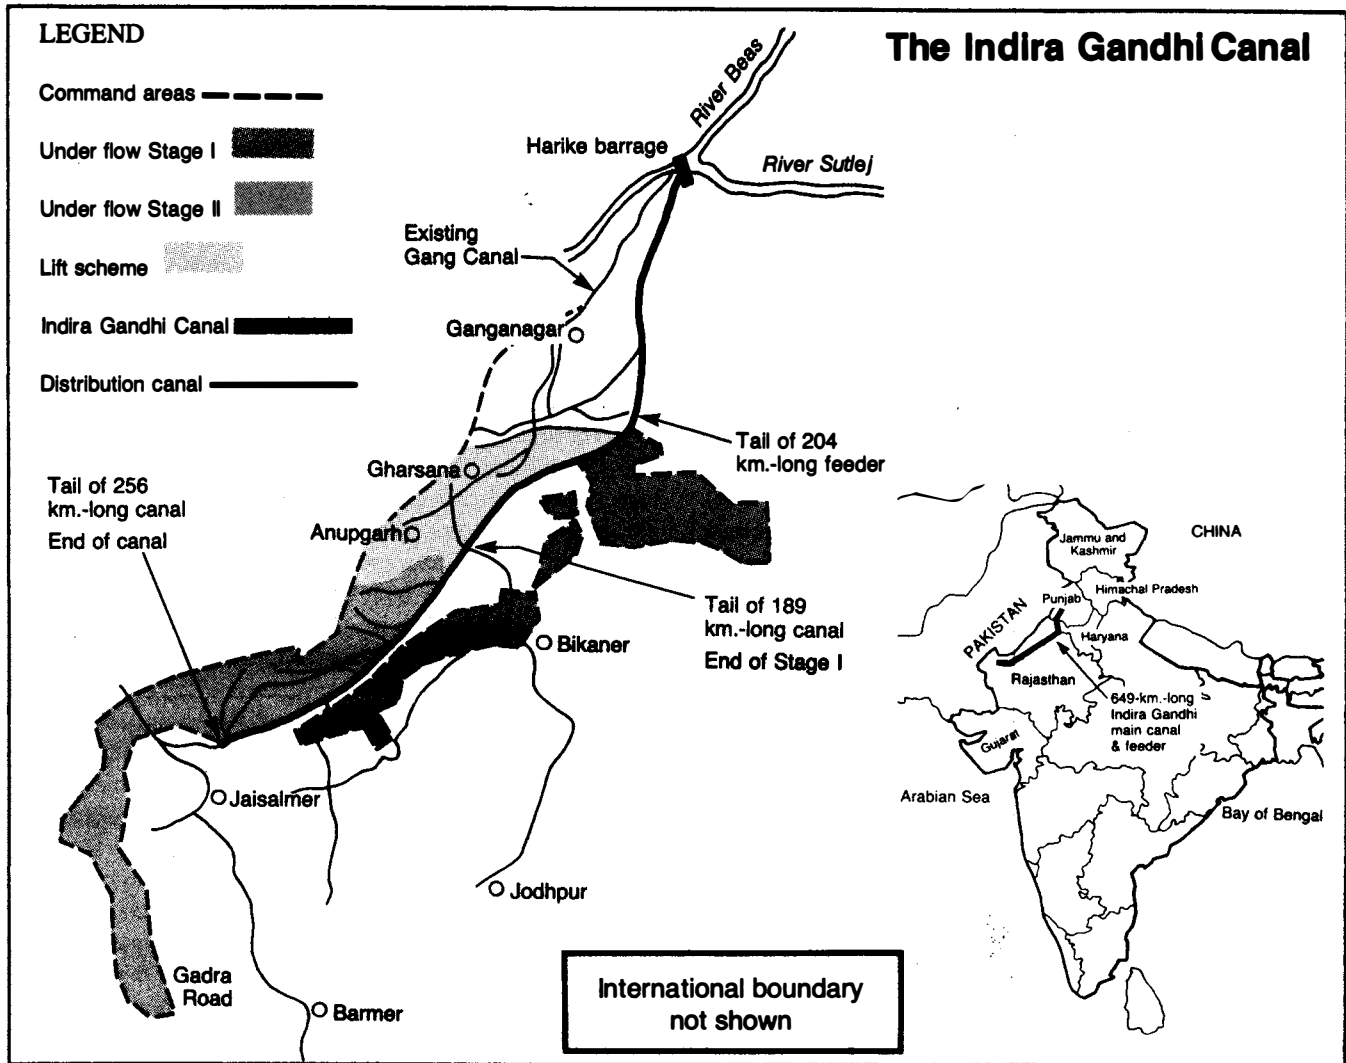 LEGEND
Command areas
Under flow Stage I
Under flow Stage II
Lift scheme
Indira Gandhi Canal
Distribution canal
The Indira Gandhi Canal
River Beas
Harike barrage
River Sutlej
Existing
Gang Canal
Ganganagar
Tail of 204
km.-long feeder
Gharsana
Tail of 256
km.-long canal
End of canal
Anupgarh
Tail of 189
km.-long canal
End of Stage I
Bikaner
Jaisalmer
Jodhpur
Gadra
Road
Barmer
International boundary
not shown
CHINA
Jammu and
Kashmir
Himachal Pradesh
Punjab
PAKISTAN
Haryana
Rajasthan
649-km.-long
Indira Gandhi
main canal
& feeder
Gujarat
Arabian Sea
Bay of Bengal